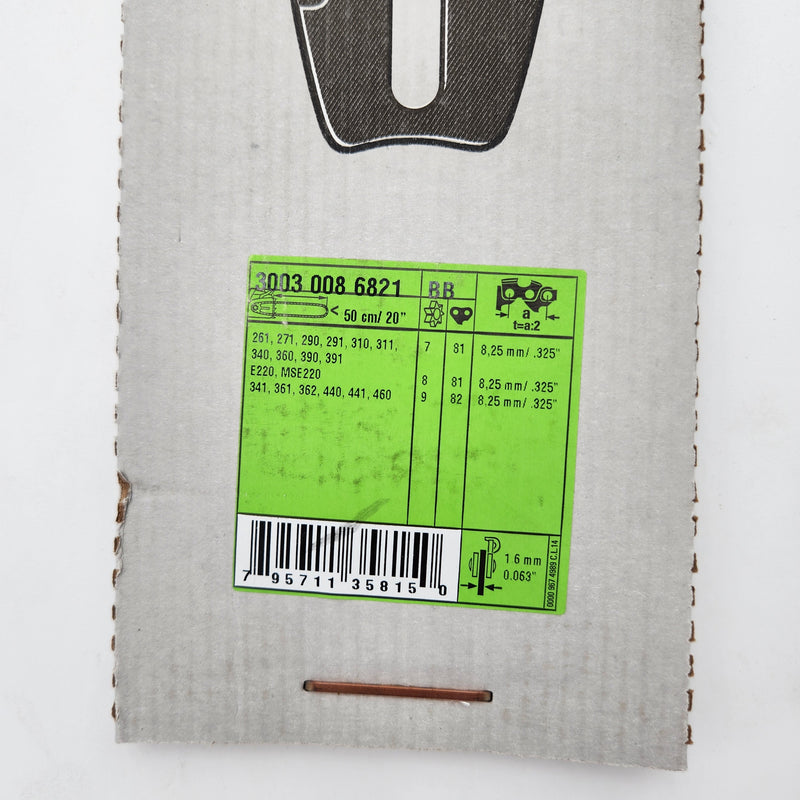 3003 008 6821 BB
< 50 cm/ 20"
a
t=a:2
261, 271, 290, 291, 310, 311, 7 81 8,25 mm/ .325"
340, 360, 390, 391
E220, MSE220 8 81 8,25 mm/ .325"
341, 361, 362, 440, 441, 460 9 82 8,25 mm/ .325"
7 95711 35815 0
1 6 mm
0.063"
0000 967 4989 C.L.14